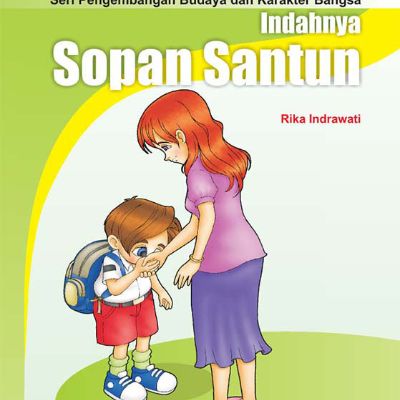 Seri Pengembangan Budaya dan Karakter Bangsa
Indahnya
Sopan Santun
Rika Indrawati